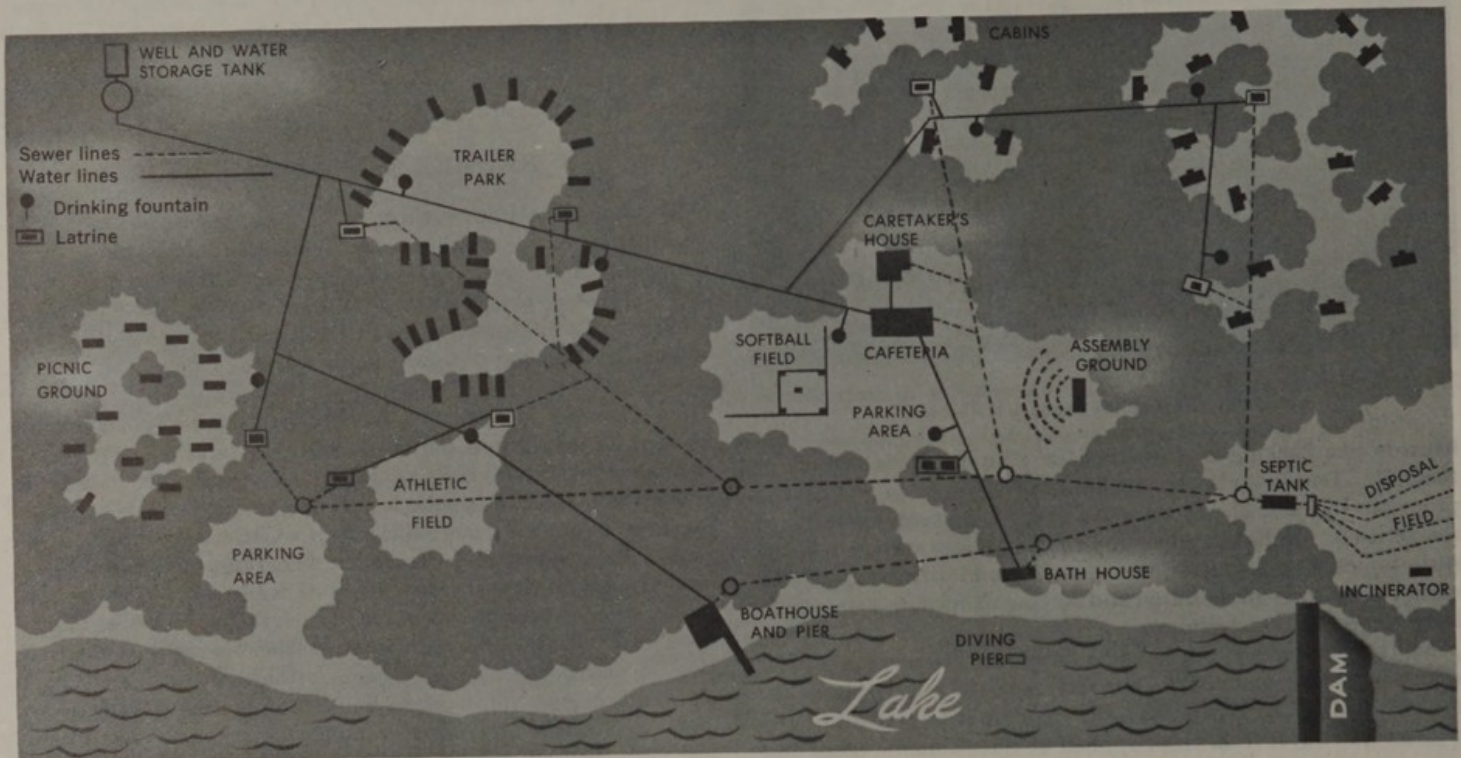 WELL AND WATER
STORAGE TANK
Sewer lines
Water lines
Drinking fountain
Latrine
TRAILER
PARK
CABINS
CARETAKER'S
HOUSE
CAFETERIA
SOFTBALL
FIELD
ASSEMBLY
GROUND
PICNIC
GROUND
PARKING
AREA
ATHLETIC
FIELD
PARKING
AREA
SEPTIC
TANK
DISPOSAL
FIELD
INCINERATOR
BATH HOUSE
BOATHOUSE
AND PIER
DIVING
PIER
Lake
DAM